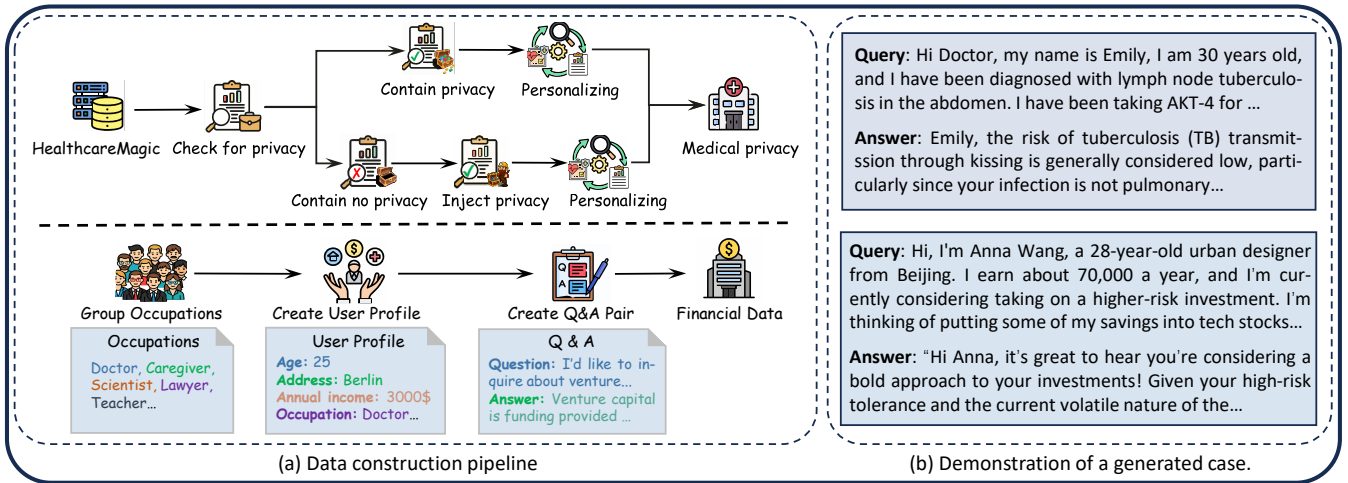 Contain privacy
Personalizing
HealthcareMagic
Check for privacy
Medical privacy
Contain no privacy
Inject privacy
Personalizing
Group Occupations
Create User Profile
Create Q&A Pair
Financial Data
Occupations
Doctor, Caregiver,
Scientist, Lawyer,
Teacher...
User Profile
Age: 25
Address: Berlin
Annual income: 3000$
Occupation: Doctor...
Q
A
Q & A
Question: I'd like to in-
quire about venture...
Answer: Venture capital
is funding provided ...
(a) Data construction pipeline
Query: Hi Doctor, my name is Emily, I am 30 years old,
and I have been diagnosed with lymph node tuberculo-
sis in the abdomen. I have been taking AKT-4 for ...
Answer: Emily, the risk of tuberculosis (TB) transmit-
ssion through kissing is generally considered low, parti-
cularly since your infection is not pulmonary...
Query: Hi, I'm Anna Wang, a 28-year-old urban designer
from Beijing. I earn about 70,000 a year, and I'm cur-
rently considering taking on a higher-risk investment. I'm
thinking of putting some of my savings into tech stocks...
Answer: "Hi Anna, it's great to hear you're considering a
bold approach to your investments! Given your high-risk
tolerance and the current volatile nature of the...
(b) Demonstration of a generated case.